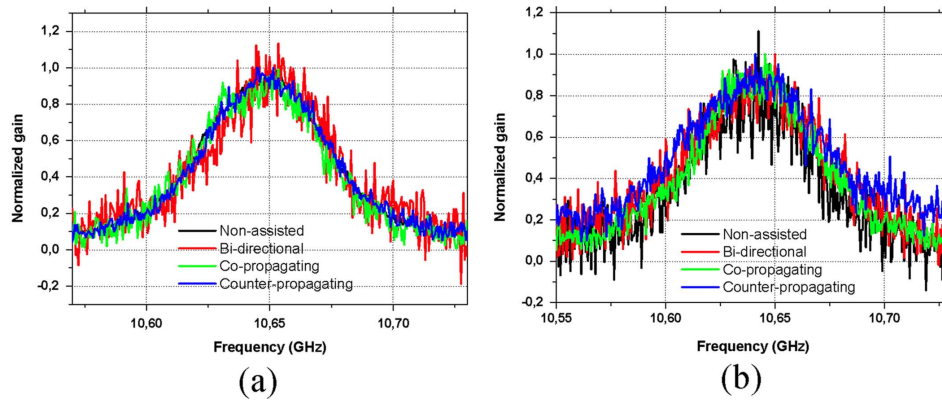 1,2
1,0
0,8
0,6
0,4
0,2
0,0
-0,2
Normalized gain
Non-assisted
Bi-directional
Co-propagating
Counter-propagating
10,60
10,65
10,70
Frequency (GHz)
(a)
1,2
1,0
0,8
0,6
0,4
0,2
0,0
-0,2
Normalized gain
Non-assisted
Bi-directional
Co-propagating
Counter-propagating
10,55
10,60
10,65
10,70
Frequency (GHz)
(b)